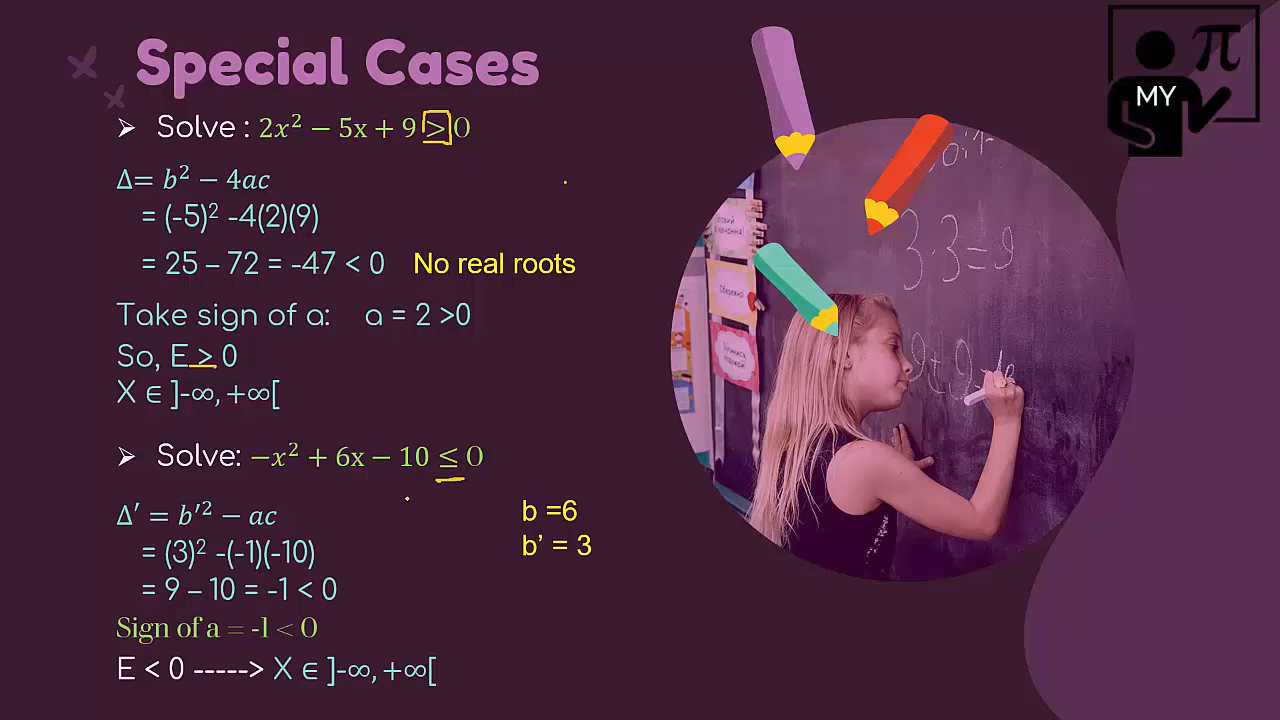 Special Cases
➢ Solve : 2x² − 5x + 9 > 0
Δ= b² − 4ac
= (-5)² -4(2)(9)
= 25 – 72 = -47 < 0 No real roots
Take sign of a: a = 2 >0
So, E > 0
X ∈ ]-∞, +∞[
➢ Solve: −x² + 6x − 10 ≤ 0
Δ′ = b′² − ac
= (3)² -(-1)(-10)
= 9 – 10 = -1 < 0
Sign of a = -1 < 0
E < 0 -----> X ∈ ]-∞, +∞[
b =6
b’ = 3
π
MY
3·3=9